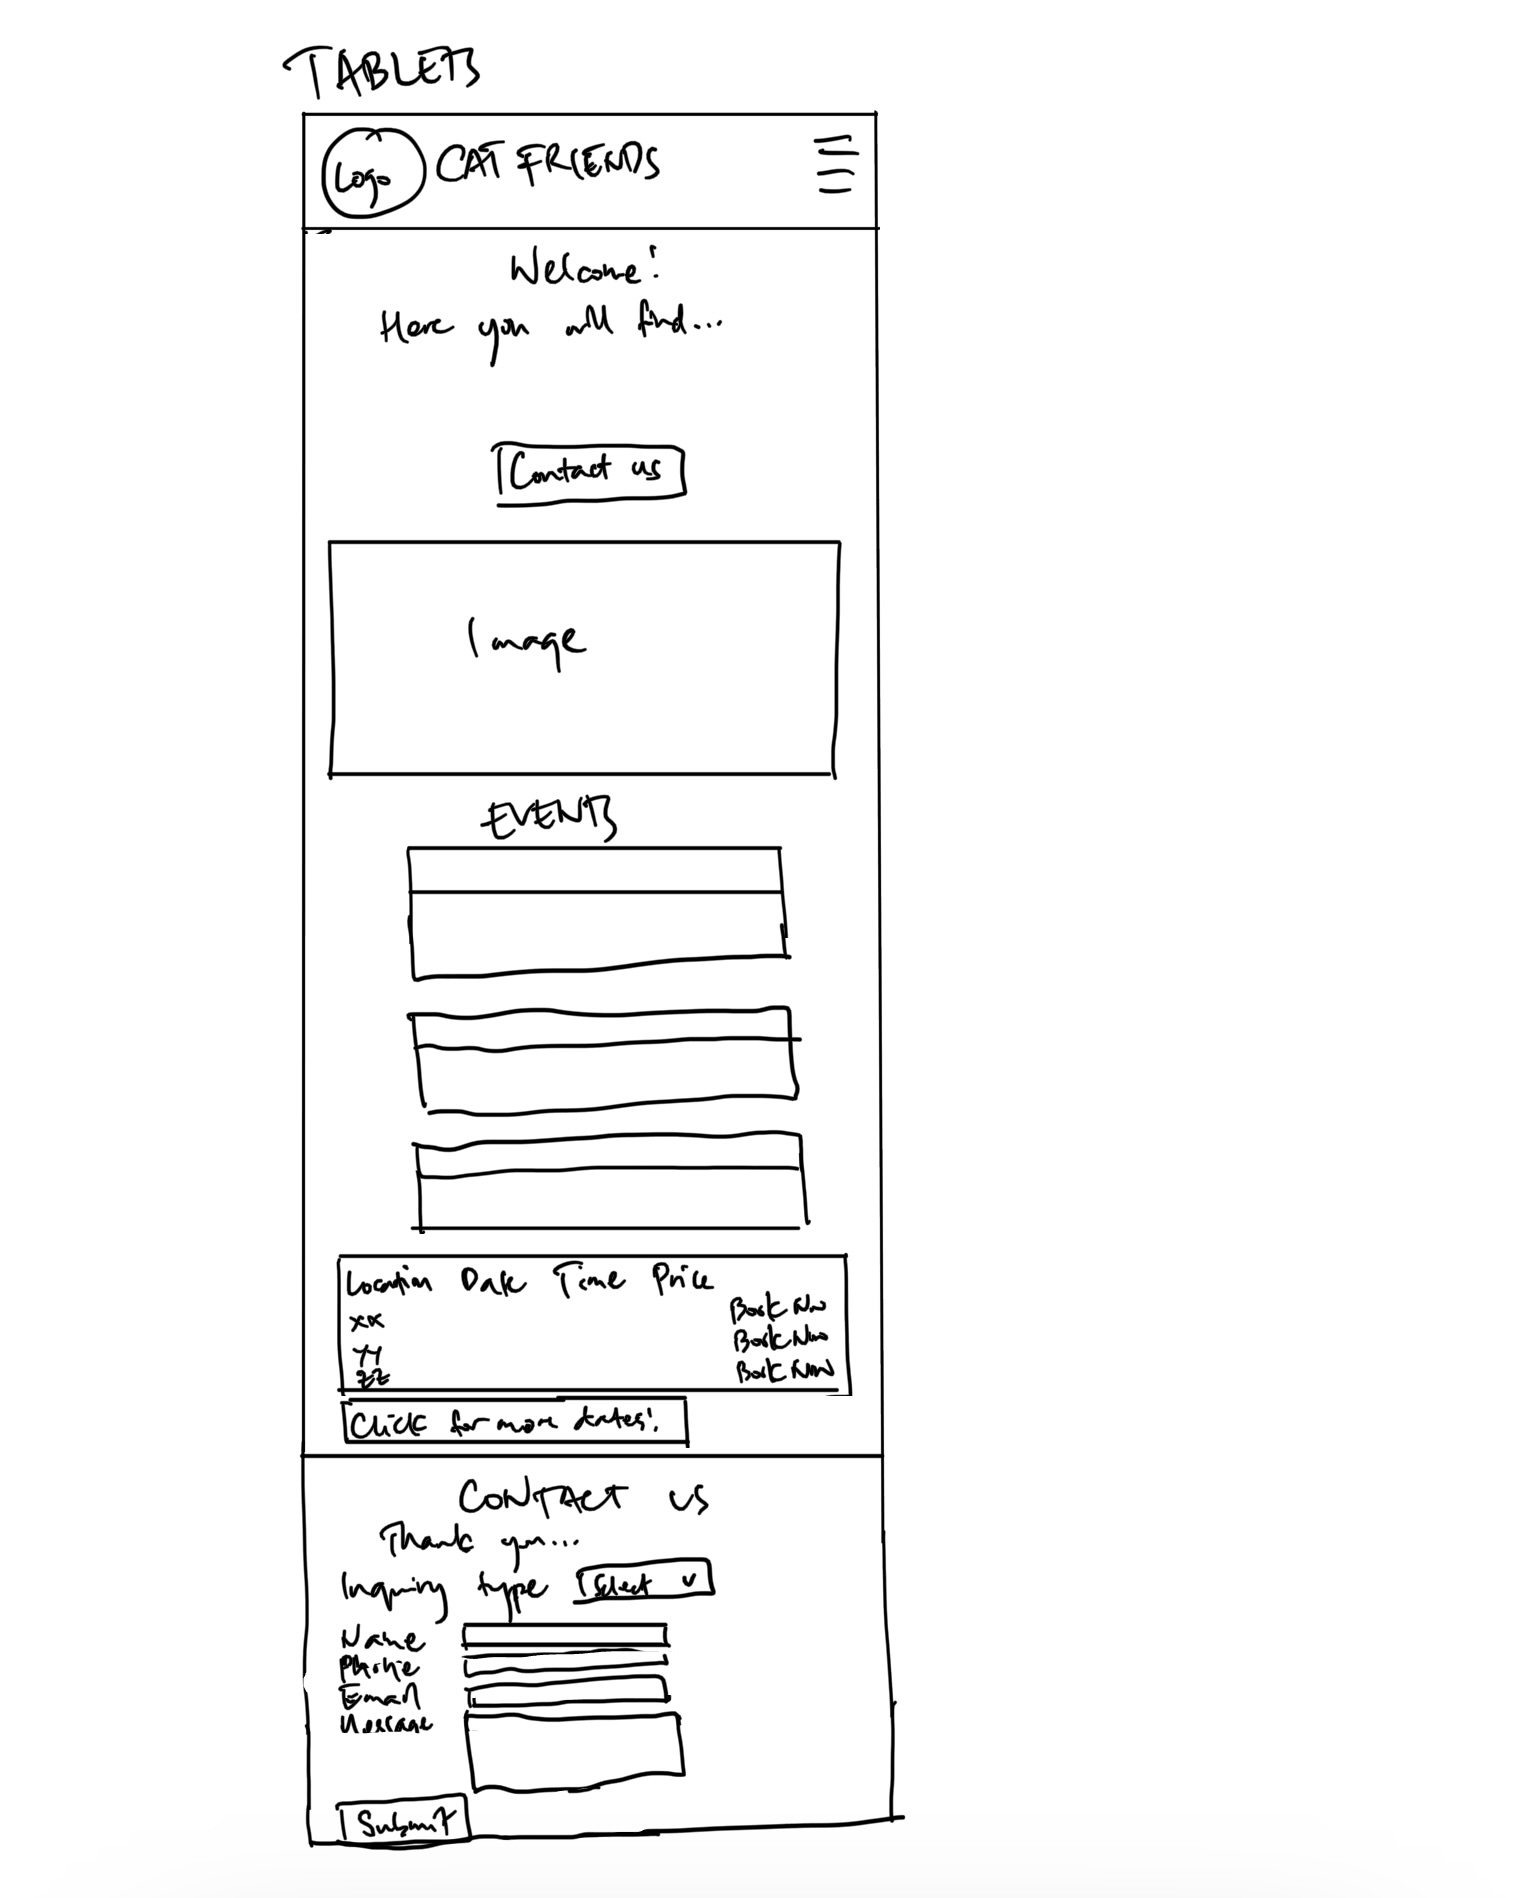 TABLETS
Logo CAT FRIENDS
Welcome!
Here you will find...
Contact us
Image
EVENTS
Location Date Time Price
xx Book Now
yy Book Now
zz Book Now
Click for more dates!
CONTACT US
Thank you...
Inquiry type Select v
Name
Phone
Email
Message
Submit